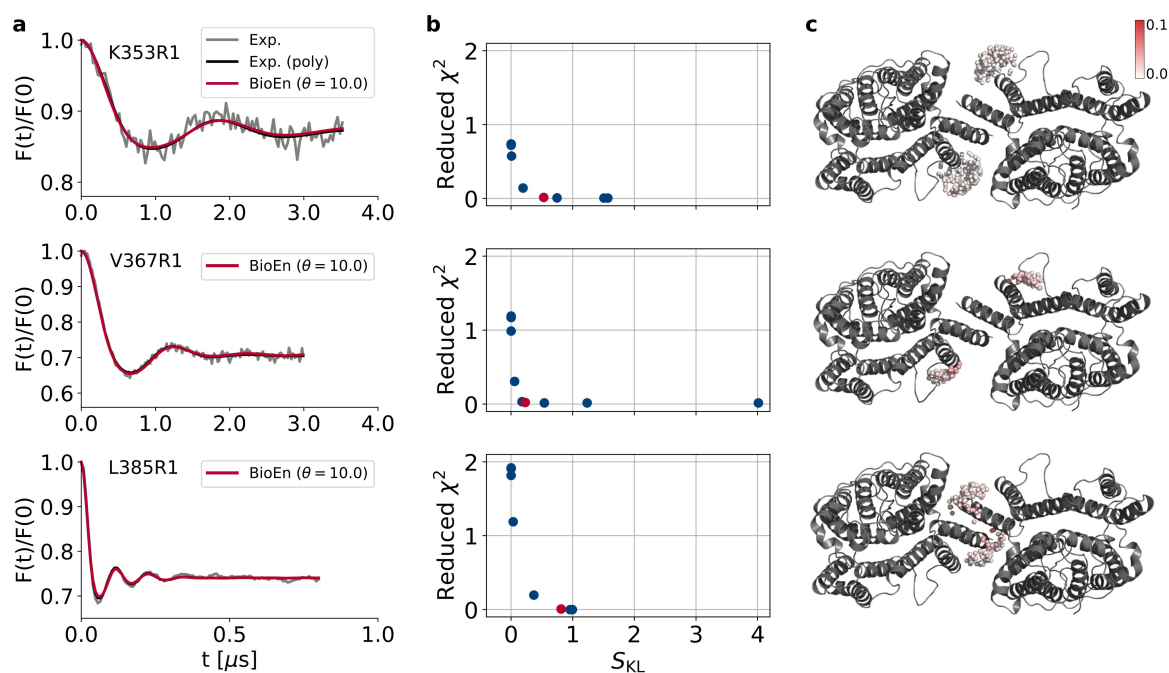 a
K353R1
Exp.
Exp. (poly)
BioEn (θ = 10.0)
F(t)/F(0)
1.0
0.9
0.8
0.0 1.0 2.0 3.0 4.0
V367R1
BioEn (θ = 10.0)
F(t)/F(0)
1.0
0.9
0.8
0.7
0.6
0.0 1.0 2.0 3.0 4.0
L385R1
BioEn (θ = 10.0)
F(t)/F(0)
1.0
0.9
0.8
0.7
0.0 0.5 1.0
t [μs]
b
Reduced χ²
2
1
0
Reduced χ²
2
1
0
Reduced χ²
2
1
0
0 1 2 3 4
S_KL
c
0.1
0.0